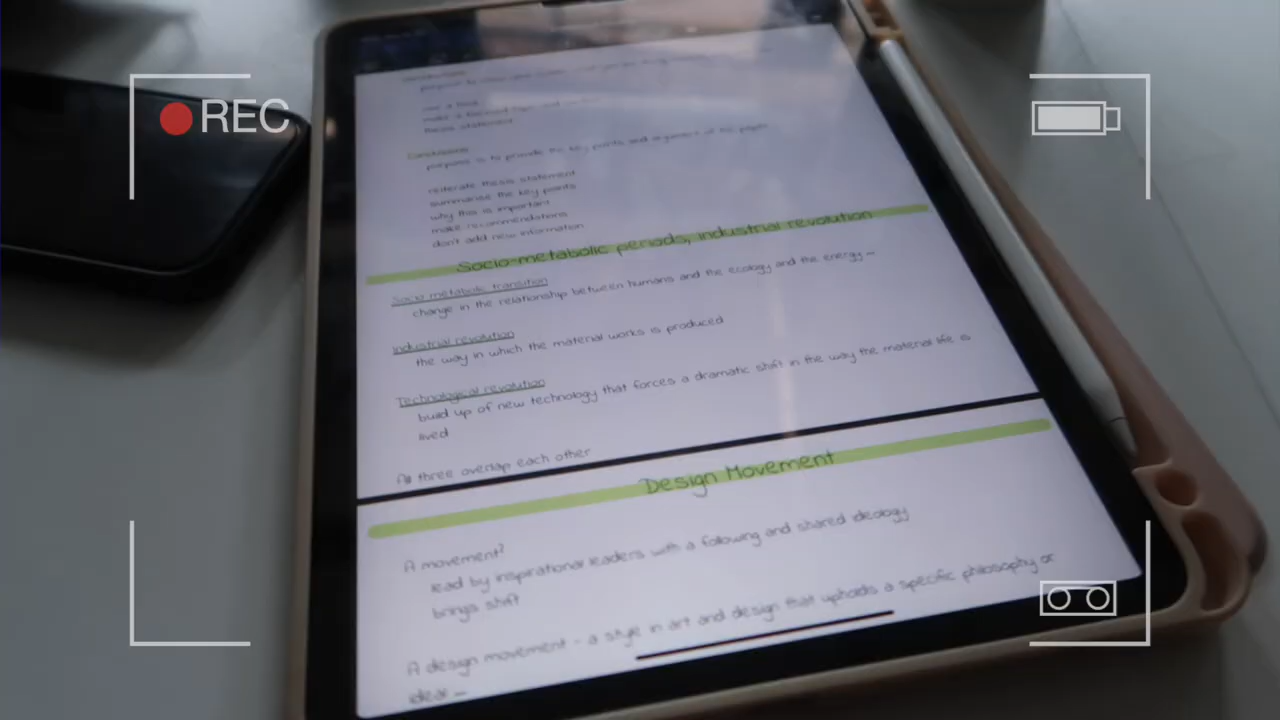 REC
purpose is to provide the key points and argument of the paper
reiterate thesis statement
summarise the key points
why this is important
make recommendations
don't add new information
Socio-metabolic periods, industrial revolution
Socio metabolic transition
change in the relationship between humans and the ecology and the energy
Industrial revolution
the way in which the material works is produced
Technological revolution
build up of new technology that forces a dramatic shift in the way the material life is
lived
All three overlap each other
Design Movement
A movement?
lead by inspirational leaders with a following and shared ideology
brings shift
A design movement - a style in art and design that upholds a specific philosophy or
ideal